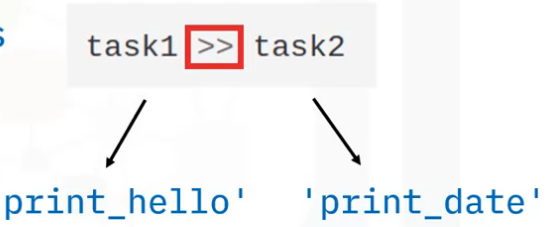 s
task1 >> task2
print_hello' 'print_date'